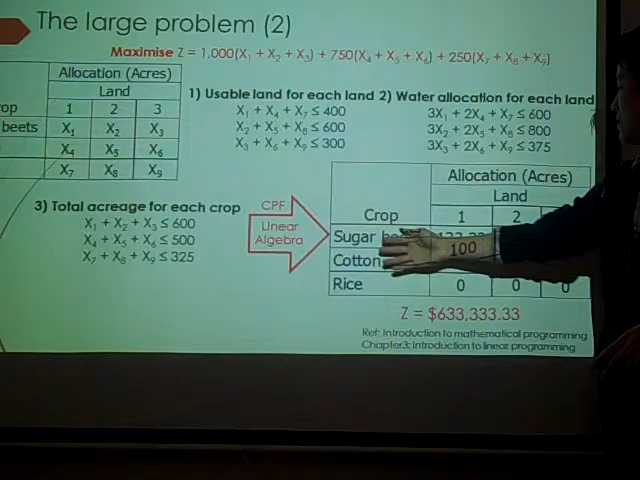 The large problem (2)
Maximise Z = 1,000(X₁ + X₂ + X₃) + 750(X₄ + X₅ + X₆) + 250(X₇ + X₈ + X₉)
Allocation (Acres)
Land
1 2 3
beets X₁ X₂ X₃
X₄ X₅ X₆
X₇ X₈ X₉
1) Usable land for each land
X₁ + X₄ + X₇ ≤ 400
X₂ + X₅ + X₈ ≤ 600
X₃ + X₆ + X₉ ≤ 300
2) Water allocation for each land
3X₁ + 2X₄ + X₇ ≤ 600
3X₂ + 2X₅ + X₈ ≤ 800
3X₃ + 2X₆ + X₉ ≤ 375
3) Total acreage for each crop
X₁ + X₂ + X₃ ≤ 600
X₄ + X₅ + X₆ ≤ 500
X₇ + X₈ + X₉ ≤ 325
CPF
Linear
Algebra
Allocation (Acres)
Land
Crop 1 2
Sugar
Cotton 100
Rice 0 0 0
Z = $633,333.33
Ref: Introduction to mathematical programming
Chapter3: Introduction to linear programming